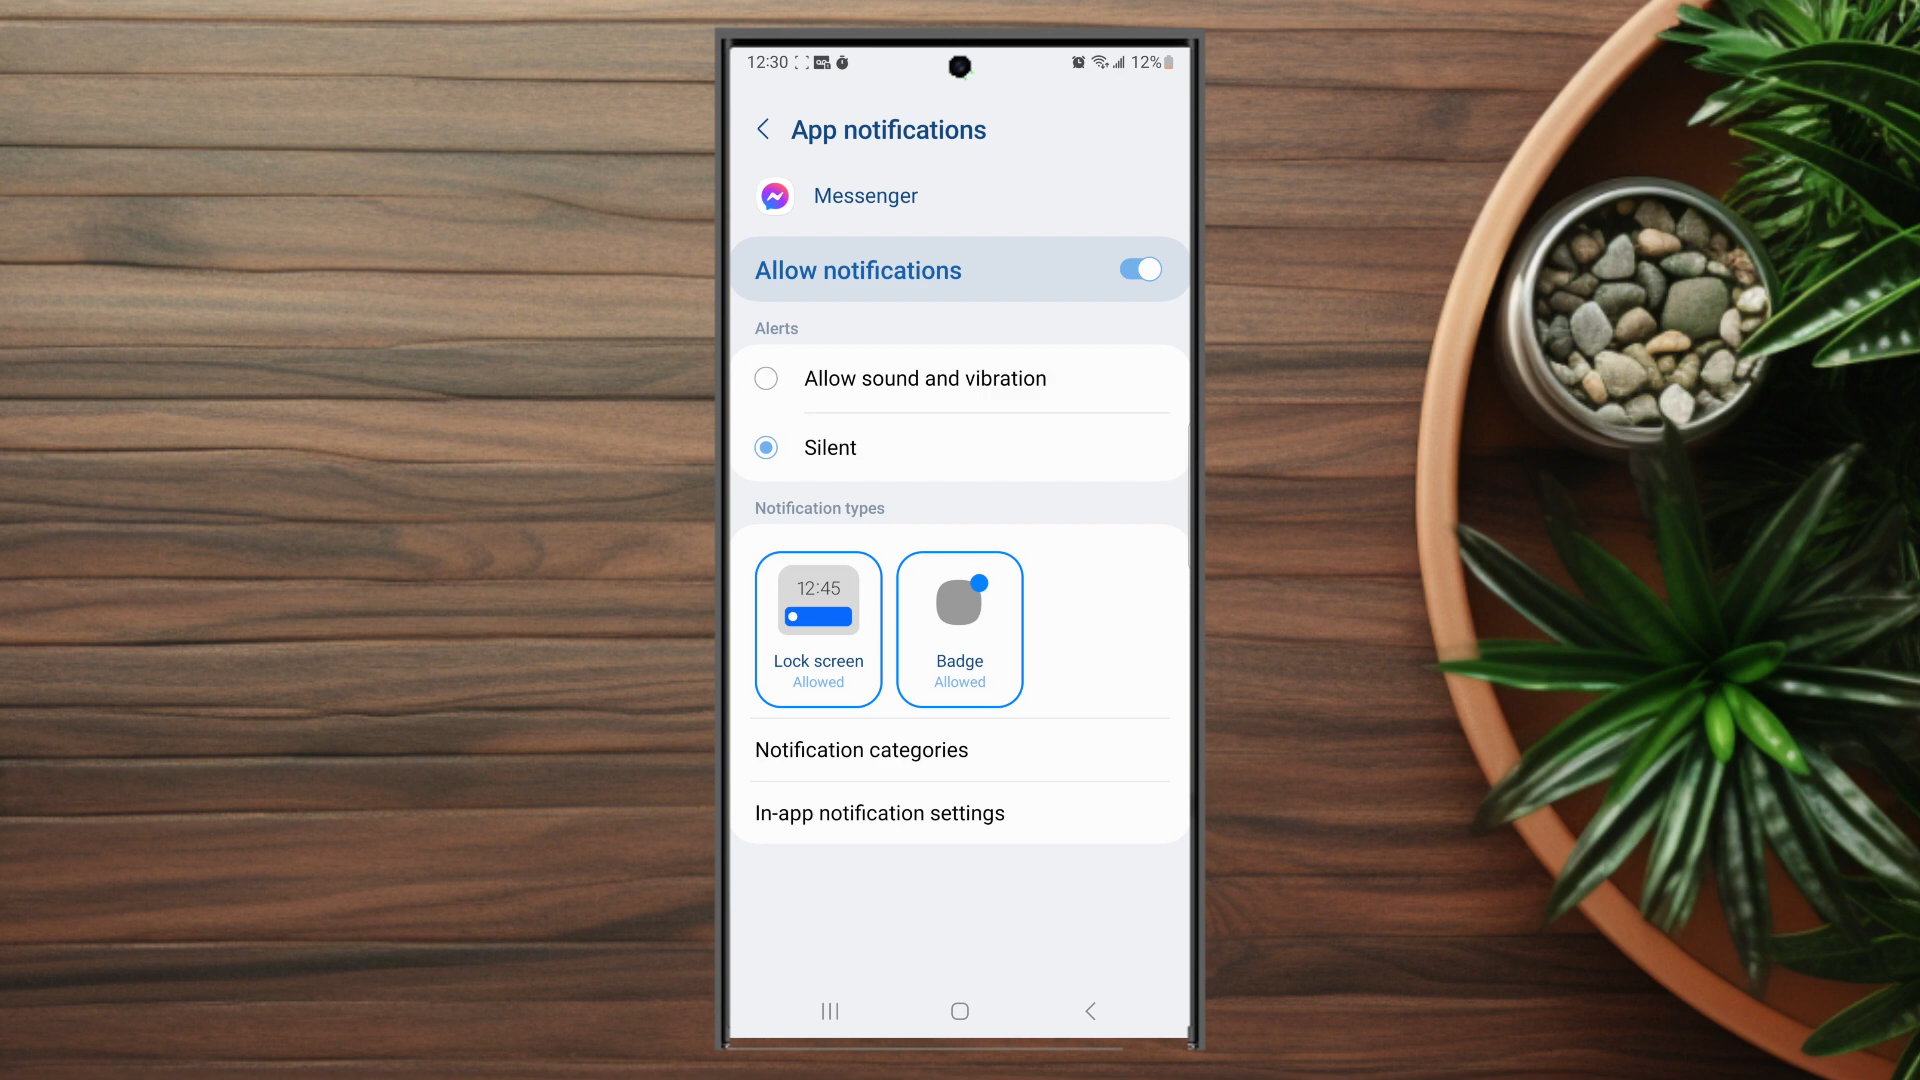 12:30 12%
App notifications
Messenger
Allow notifications
Alerts
Allow sound and vibration
Silent
Notification types
12:45
Lock screen
Allowed
Badge
Allowed
Notification categories
In-app notification settings